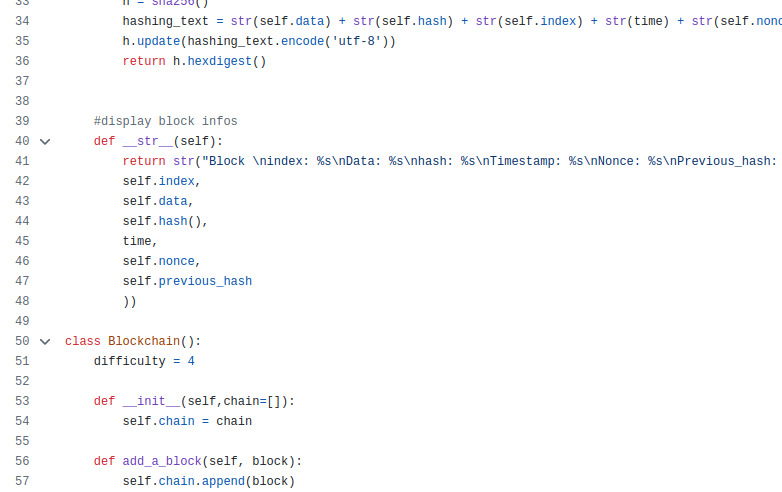 33 h = sha256()
34 hashing_text = str(self.data) + str(self.hash) + str(self.index) + str(time) + str(self.nonc
35 h.update(hashing_text.encode('utf-8'))
36 return h.hexdigest()
37
38
39 #display block infos
40 def __str__(self):
41 return str("Block \nindex: %s\nData: %s\nhash: %s\nTimestamp: %s\nNonce: %s\nPrevious_hash:
42 self.index,
43 self.data,
44 self.hash(),
45 time,
46 self.nonce,
47 self.previous_hash
48 ))
49
50 class Blockchain():
51 difficulty = 4
52
53 def __init__(self,chain=[]):
54 self.chain = chain
55
56 def add_a_block(self, block):
57 self.chain.append(block)